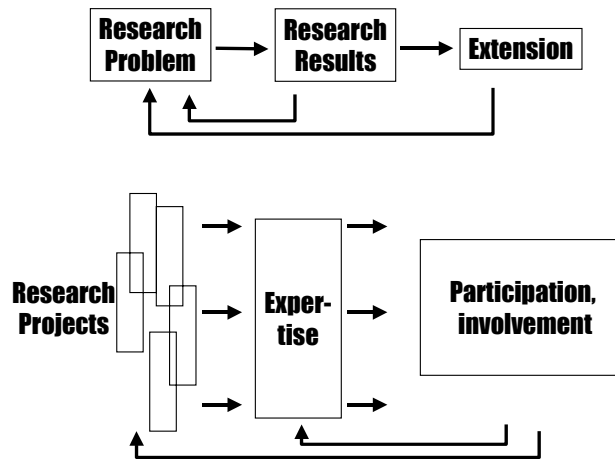 Research
Problem
Research
Results
Extension
Research
Projects
Exper-
tise
Participation,
involvement